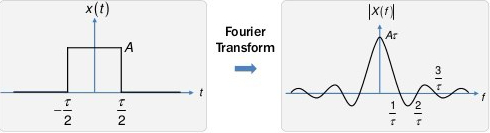 x(t)
A
t
-τ/2
τ/2
Fourier
Transform
|X(f)|
Aτ
3/τ
1/τ
2/τ
f